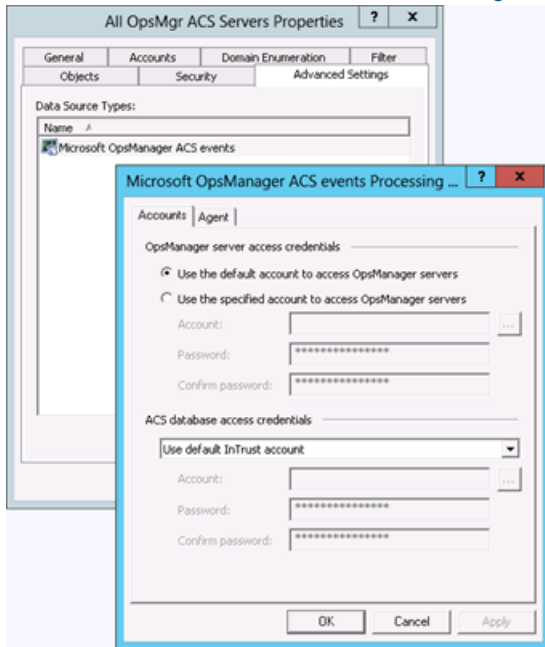 All OpsMgr ACS Servers Properties ? x
General Accounts Domain Enumeration Filter
Objects Security Advanced Settings
Data Source Types:
Name
Microsoft OpsManager ACS events
Microsoft OpsManager ACS events Processing ... ? x
Accounts Agent
OpsManager server access credentials
Use the default account to access OpsManager servers
Use the specified account to access OpsManager servers
Account: ...
Password: ***************
Confirm password: ***************
ACS database access credentials
Use default InTrust account
Account: ...
Password: ***************
Confirm password: ***************
OK Cancel Apply